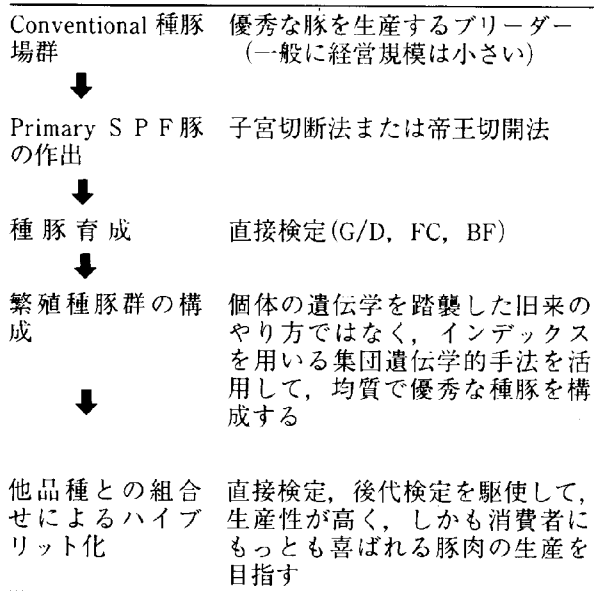 Conventional 種豚 優秀な豚を生産するブリーダー
場群 (一般に経営規模は小さい)
Primary SPF豚 子宮切断法または帝王切開法
の作出
種豚育成 直接検定(G/D, FC, BF)
繁殖種豚群の構 個体の遺伝学を踏襲した旧来の
成 やり方ではなく,インデックス
を用いる集団遺伝学的手法を活
用して,均質で優秀な種豚を構
成する
他品種との組合 直接検定,後代検定を駆使して,
せによるハイブ 生産性が高く,しかも消費者に
リット化 もっとも喜ばれる豚肉の生産を
目指す